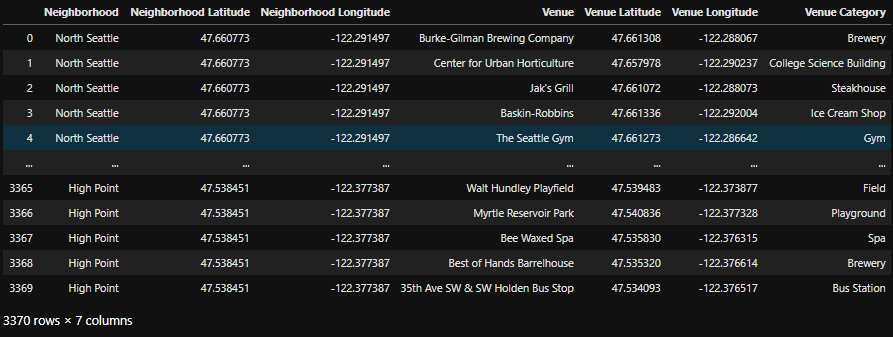 Neighborhood Neighborhood Latitude Neighborhood Longitude Venue Venue Latitude Venue Longitude Venue Category
0 North Seattle 47.660773 -122.291497 Burke-Gilman Brewing Company 47.661308 -122.288067 Brewery
1 North Seattle 47.660773 -122.291497 Center for Urban Horticulture 47.657978 -122.290237 College Science Building
2 North Seattle 47.660773 -122.291497 Jak's Grill 47.661072 -122.288073 Steakhouse
3 North Seattle 47.660773 -122.291497 Baskin-Robbins 47.661336 -122.292004 Ice Cream Shop
4 North Seattle 47.660773 -122.291497 The Seattle Gym 47.661273 -122.286642 Gym
... ... ... ... ... ... ... ...
3365 High Point 47.538451 -122.377387 Walt Hundley Playfield 47.539483 -122.373877 Field
3366 High Point 47.538451 -122.377387 Myrtle Reservoir Park 47.540836 -122.377328 Playground
3367 High Point 47.538451 -122.377387 Bee Waxed Spa 47.535830 -122.376315 Spa
3368 High Point 47.538451 -122.377387 Best of Hands Barrelhouse 47.535320 -122.376614 Brewery
3369 High Point 47.538451 -122.377387 35th Ave SW & SW Holden Bus Stop 47.534093 -122.376517 Bus Station
3370 rows × 7 columns